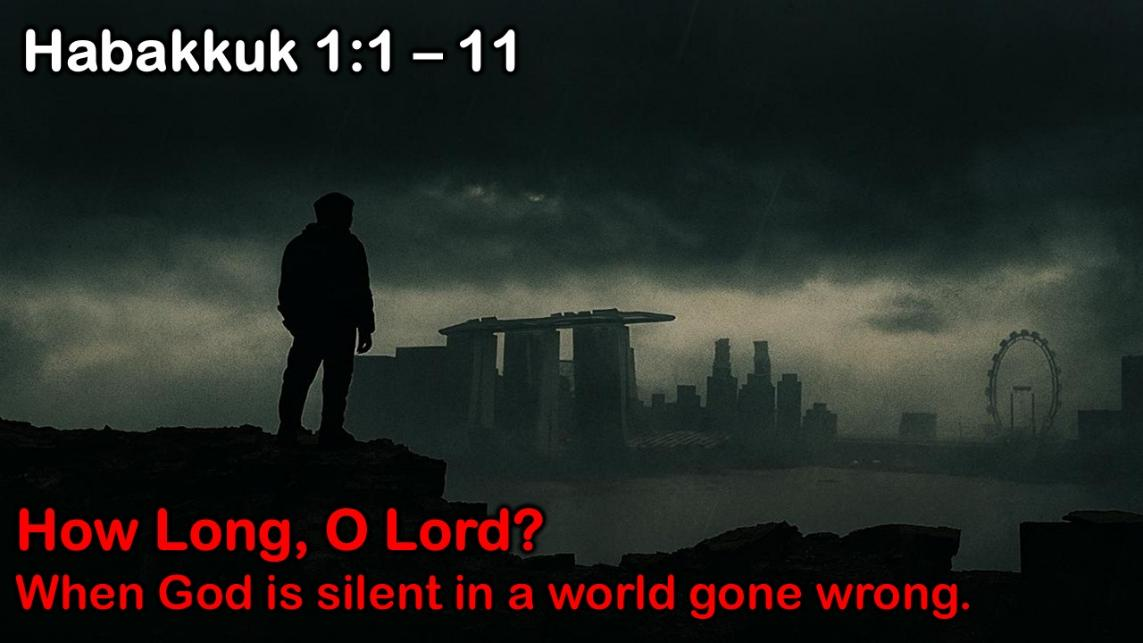 Habakkuk 1:1 – 11
How Long, O Lord?
When God is silent in a world gone wrong.